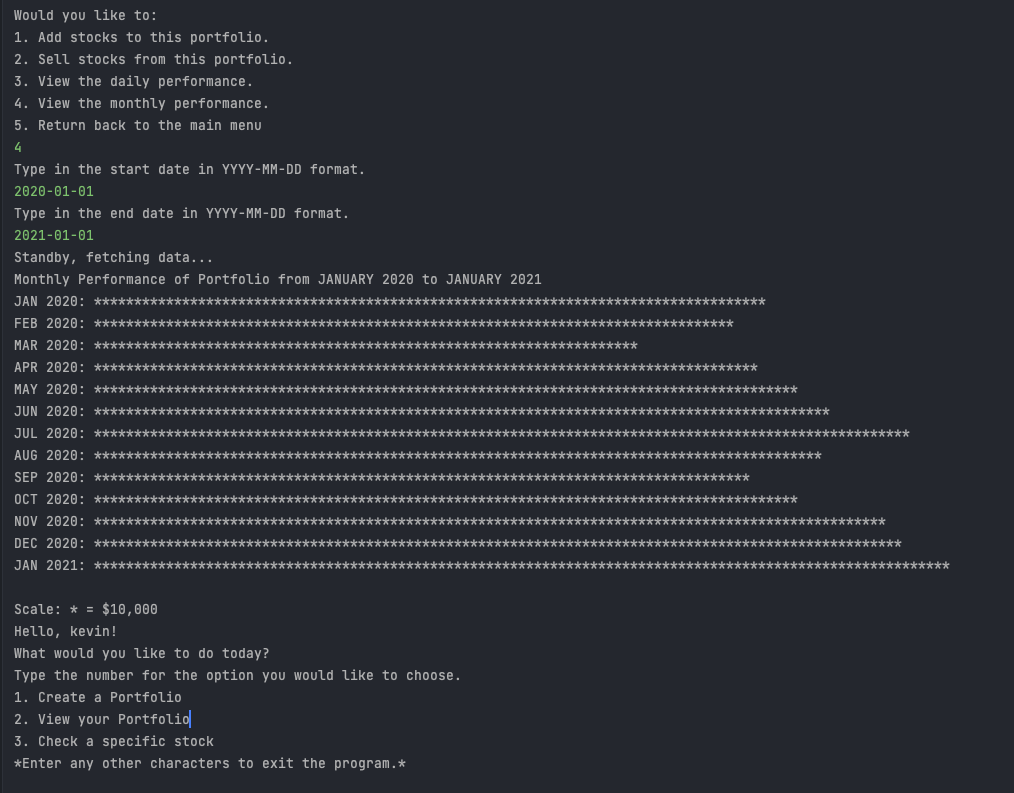 Would you like to:
1. Add stocks to this portfolio.
2. Sell stocks from this portfolio.
3. View the daily performance.
4. View the monthly performance.
5. Return back to the main menu
4
Type in the start date in YYYY-MM-DD format.
2020-01-01
Type in the end date in YYYY-MM-DD format.
2021-01-01
Standby, fetching data...
Monthly Performance of Portfolio from JANUARY 2020 to JANUARY 2021
JAN 2020: ************************************************************************************
FEB 2020: ********************************************************************************
MAR 2020: ********************************************************************
APR 2020: ***********************************************************************************
MAY 2020: ****************************************************************************************
JUN 2020: ********************************************************************************************
JUL 2020: ******************************************************************************************************
AUG 2020: *******************************************************************************************
SEP 2020: **********************************************************************************
OCT 2020: ****************************************************************************************
NOV 2020: ***************************************************************************************************
DEC 2020: *****************************************************************************************************
JAN 2021: ***********************************************************************************************************
Scale: * = $10,000
Hello, kevin!
What would you like to do today?
Type the number for the option you would like to choose.
1. Create a Portfolio
2. View your Portfolio
3. Check a specific stock
*Enter any other characters to exit the program.*